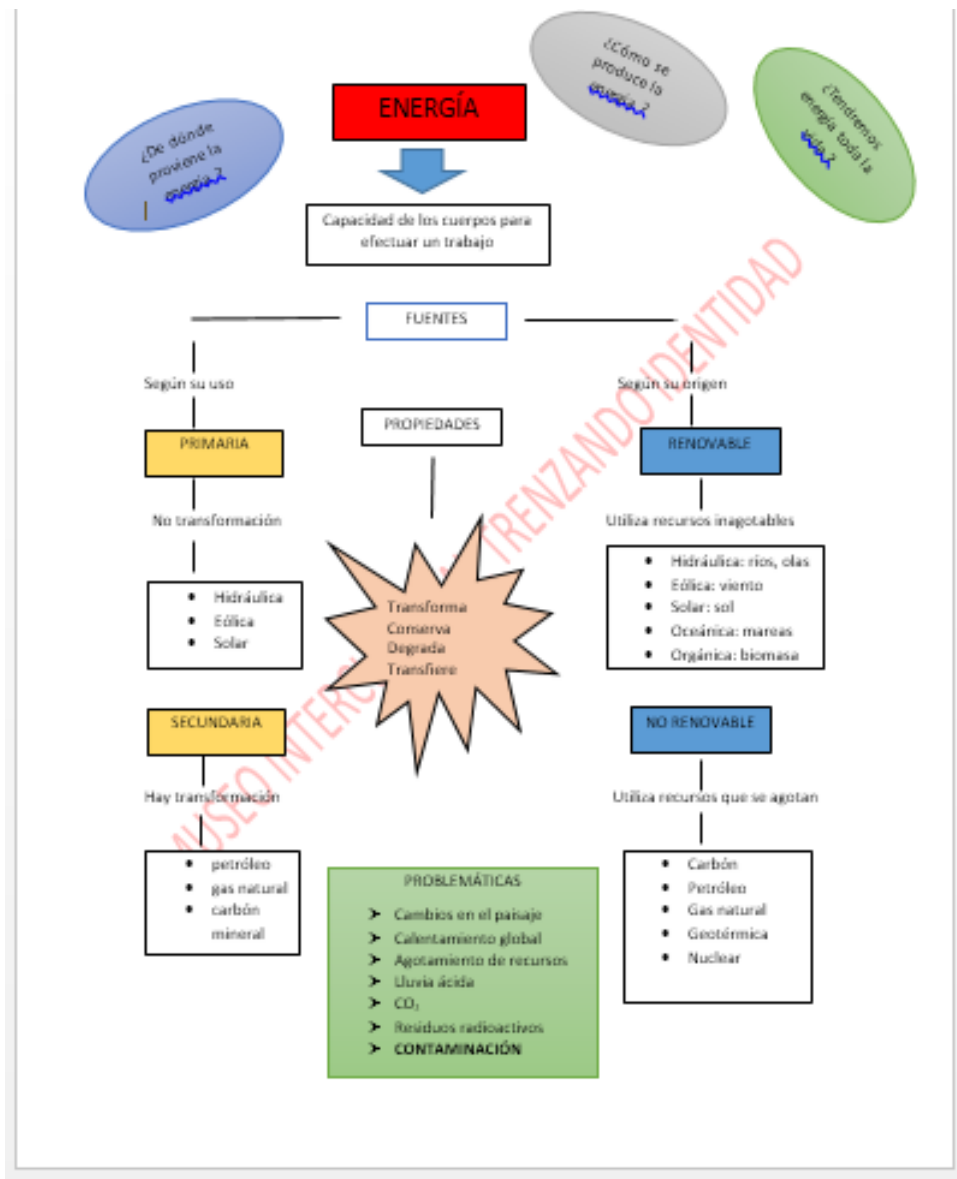 ¿Cómo se
produce la
energía ?
¿Tendremos
energía toda la
vida ?
¿De dónde
proviene la
energía ?
ENERGÍA
Capacidad de los cuerpos para
efectuar un trabajo
FUENTES
Según su uso
Según su origen
PROPIEDADES
PRIMARIA
RENOVABLE
No transformación
Utiliza recursos inagotables
• Hidráulica
• Eólica
• Solar
Transforma
Conserva
Degrada
Transfiere
• Hidráulica: ríos, olas
• Eólica: viento
• Solar: sol
• Oceánica: mareas
• Orgánica: biomasa
SECUNDARIA
NO RENOVABLE
Hay transformación
Utiliza recursos que se agotan
• petróleo
• gas natural
• carbón
mineral
PROBLEMÁTICAS
➤ Cambios en el paisaje
➤ Calentamiento global
➤ Agotamiento de recursos
➤ Lluvia ácida
➤ CO₂
➤ Residuos radioactivos
➤ CONTAMINACIÓN
• Carbón
• Petróleo
• Gas natural
• Geotérmica
• Nuclear
MUSEO TRENZANDO IDENTIDAD